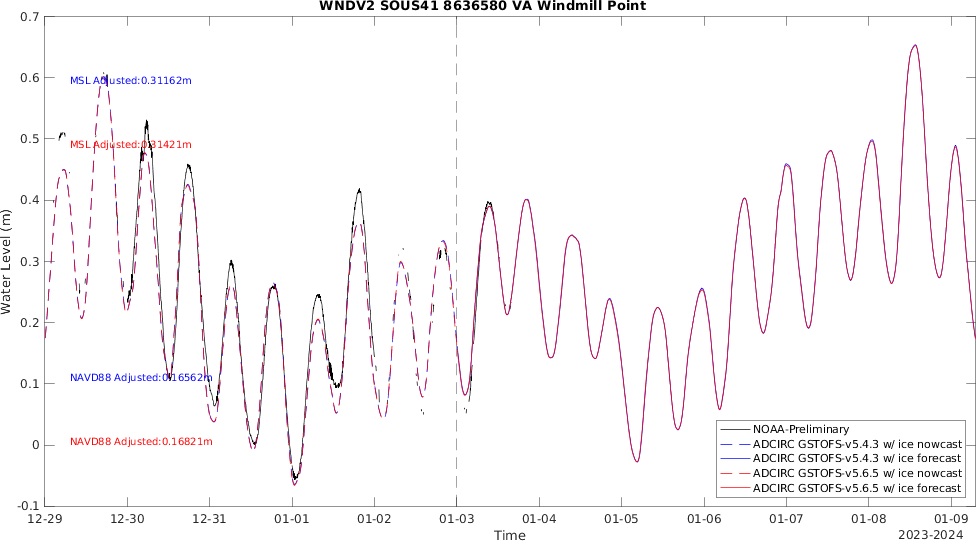 WNDV2 SOUS41 8636580 VA Windmill Point
0.7
0.6
0.5
0.4
0.3
0.2
0.1
0
-0.1
Water Level (m)
MSL Adjusted:0.31162m
MSL Adjusted:0.31421m
NAVD88 Adjusted:0.16562m
NAVD88 Adjusted:0.16821m
NOAA-Preliminary
ADCIRC GSTOFS-v5.4.3 w/ ice nowcast
ADCIRC GSTOFS-v5.4.3 w/ ice forecast
ADCIRC GSTOFS-v5.6.5 w/ ice nowcast
ADCIRC GSTOFS-v5.6.5 w/ ice forecast
12-29 12-30 12-31 01-01 01-02 01-03 01-04 01-05 01-06 01-07 01-08 01-09
Time
2023-2024